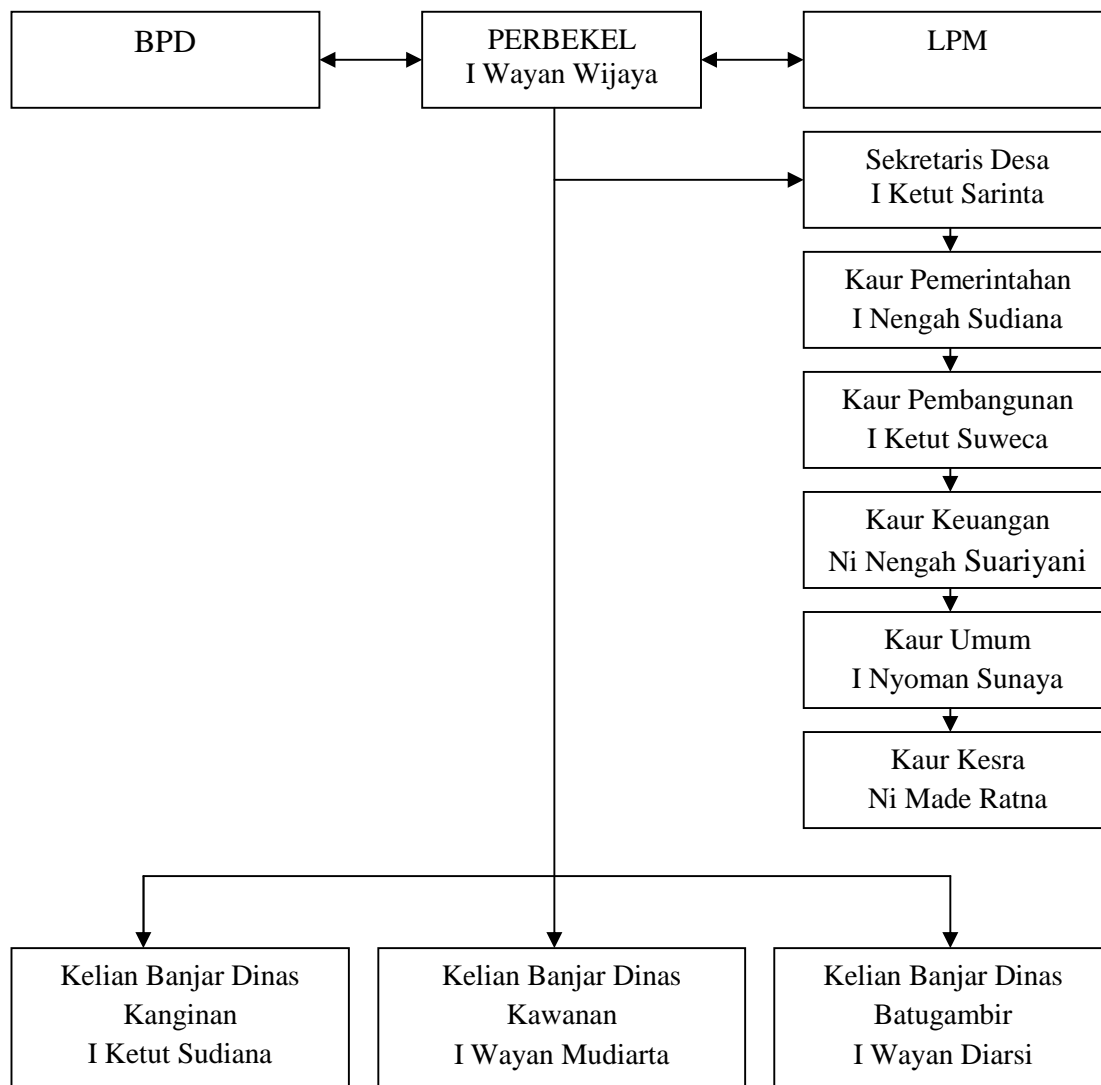 BPD
PERBEKEL
I Wayan Wijaya
LPM
Sekretaris Desa
I Ketut Sarinta
Kaur Pemerintahan
I Nengah Sudiana
Kaur Pembangunan
I Ketut Suweca
Kaur Keuangan
Ni Nengah Suariyani
Kaur Umum
I Nyoman Sunaya
Kaur Kesra
Ni Made Ratna
Kelian Banjar Dinas
Kanginan
I Ketut Sudiana
Kelian Banjar Dinas
Kawanan
I Wayan Mudiarta
Kelian Banjar Dinas
Batugambir
I Wayan Diarsi